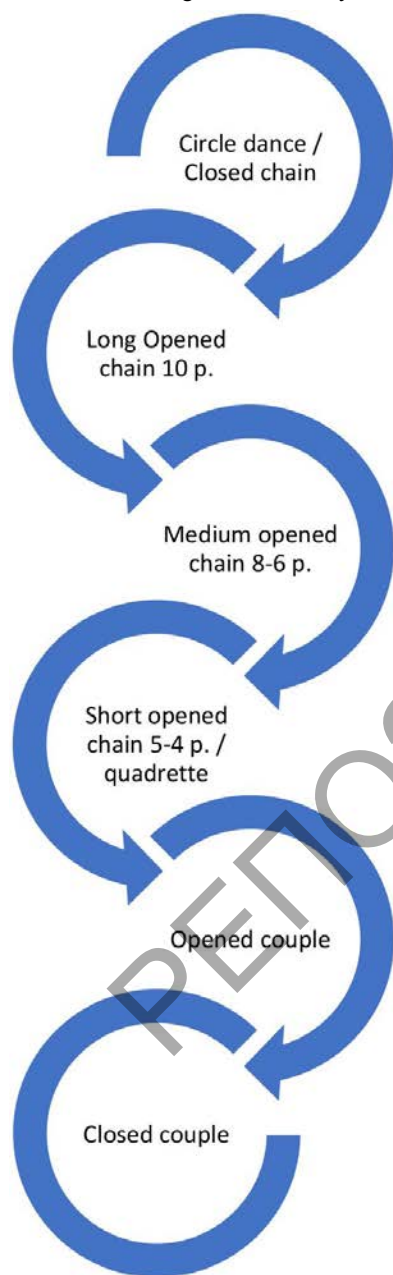 Circle dance /
Closed chain
Long Opened
chain 10 p.
Medium opened
chain 8-6 p.
Short opened
chain 5-4 p. /
quadrette
Opened couple
Closed couple